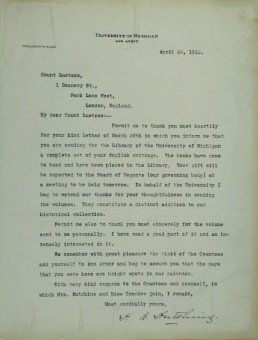 UNIVERSITY OF MICHIGAN
ANN ARBOR
PRESIDENT'S ROOM
April 24, 1912.
Count Luetzow,
1 Deanery St.,
Park Lane West,
London, England.
My dear Count Luetzow:--
Permit me to thank you most heartily
for your kind letter of March 28th in which you inform me that
you are sending for the Library of the University of Michigan
a complete set of your English writings. The books have come
to hand and have been placed in the Library. Your gift will
be reported to the Board of Regents (our governing body) at
a meeting to be held tomorrow. In behalf of the University I
beg to extend our thanks for your thoughtfulness in sending
the volumes. They constitute a distinct addition to our
historical collection.
Permit me also to thank you most sincerely for the volume
sent to me personally. I have read a good part of it and am in-
tensely interested in it.
We remember with great pleasure the visit of the Countess
and yourself to Ann Arbor and beg to assure you that the days
that you were here are bright ones in our calendar.
With very kind regards to the Countess and yourself, in
which Mrs. Hutchins and Miss Crocker join, I remain,
Most cordially yours,
H. B. Hutchins.